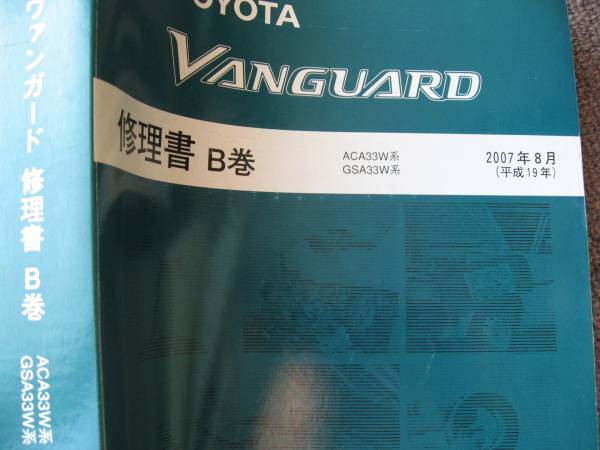 OYOTA
VANGUARD
修理書 B巻
ACA33W系
GSA33W系
2007年8月
(平成19年)
ヴァンガード 修理書 B巻
ACA33W系
GSA33W系